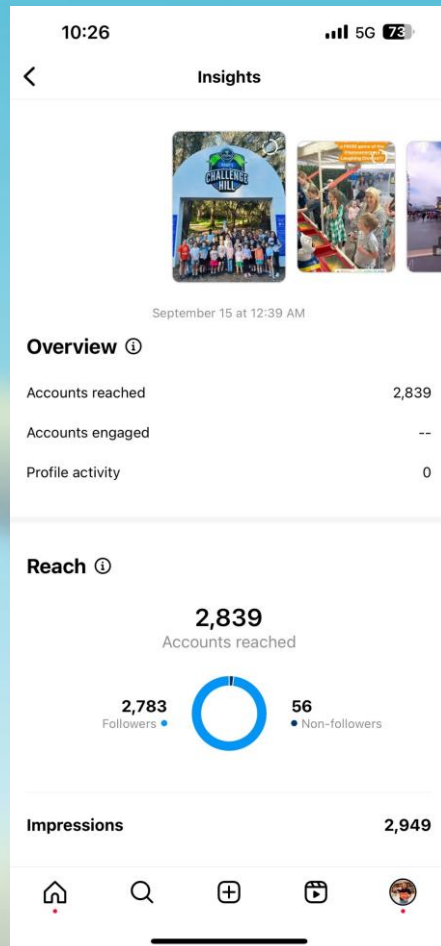 10:26
5G 73
Insights
CHALLENGE
HILL
September 15 at 12:39 AM
Overview
Accounts reached 2,839
Accounts engaged --
Profile activity 0
Reach
2,839
Accounts reached
2,783 56
Followers Non-followers
Impressions 2,949